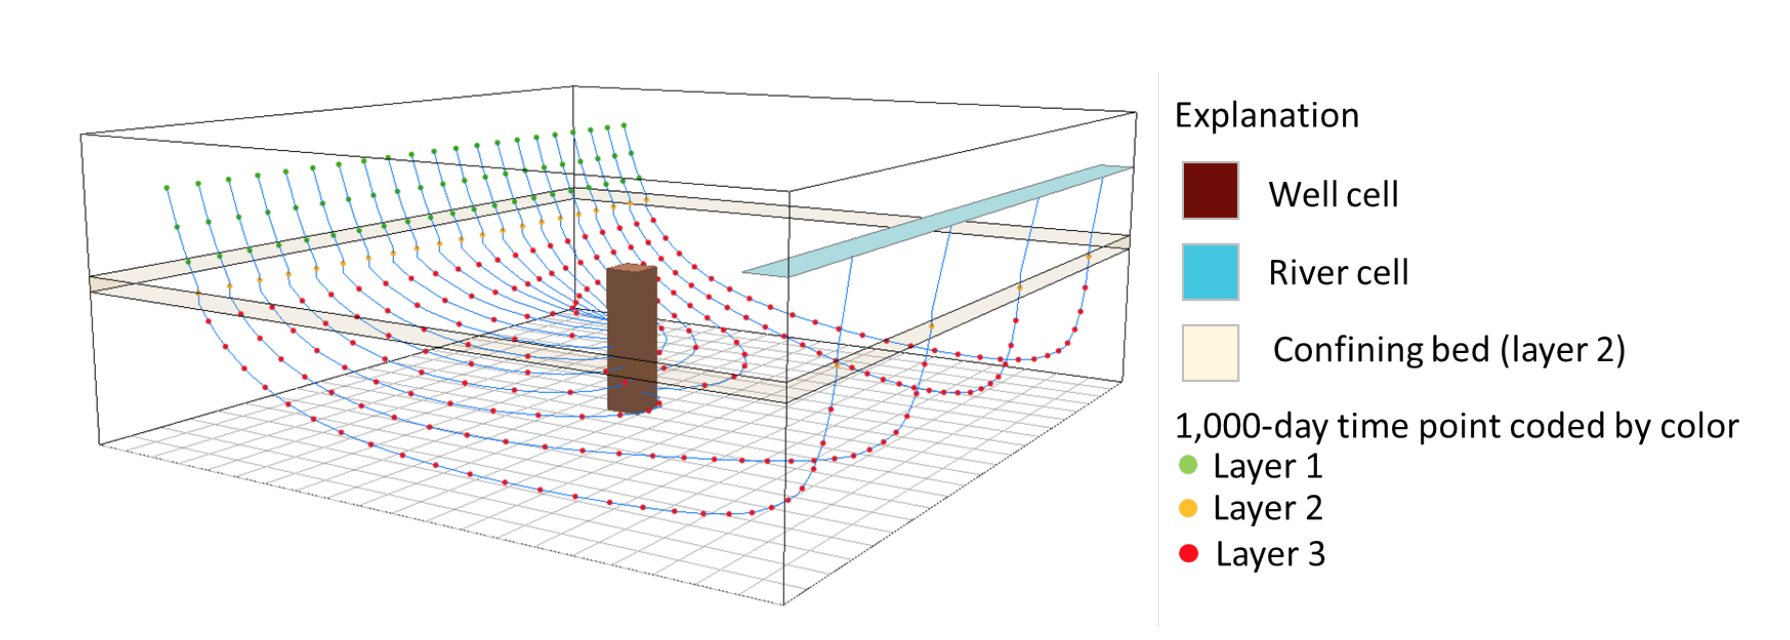 Explanation
Well cell
River cell
Confining bed (layer 2)
1,000-day time point coded by color
Layer 1
Layer 2
Layer 3